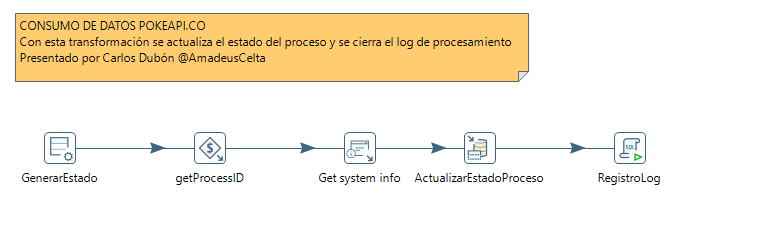 CONSUMO DE DATOS POKEAPI.CO
Con esta transformación se actualiza el estado del proceso y se cierra el log de procesamiento
Presentado por Carlos Dubón @AmadeusCelta
GenerarEstado
getProcessID
Get system info
ActualizarEstadoProceso
SQL
RegistroLog